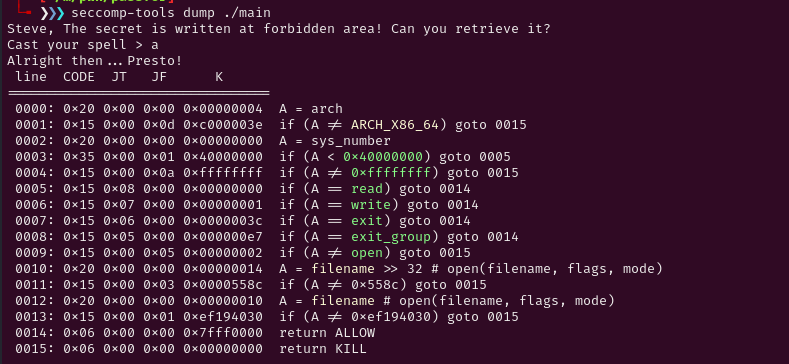 ❯❯❯ seccomp-tools dump ./main
Steve, The secret is written at forbidden area! Can you retrieve it?
Cast your spell > a
Alright then...Presto!
 line  CODE  JT   JF      K
=================================
 0000: 0x20 0x00 0x00 0x00000004  A = arch
 0001: 0x15 0x00 0x0d 0xc000003e  if (A != ARCH_X86_64) goto 0015
 0002: 0x20 0x00 0x00 0x00000000  A = sys_number
 0003: 0x35 0x00 0x01 0x40000000  if (A < 0x40000000) goto 0005
 0004: 0x15 0x00 0x0a 0xffffffff  if (A != 0xffffffff) goto 0015
 0005: 0x15 0x08 0x00 0x00000000  if (A == read) goto 0014
 0006: 0x15 0x07 0x00 0x00000001  if (A == write) goto 0014
 0007: 0x15 0x06 0x00 0x0000003c  if (A == exit) goto 0014
 0008: 0x15 0x05 0x00 0x000000e7  if (A == exit_group) goto 0014
 0009: 0x15 0x00 0x05 0x00000002  if (A != open) goto 0015
 0010: 0x20 0x00 0x00 0x00000014  A = filename >> 32 # open(filename, flags, mode)
 0011: 0x15 0x00 0x03 0x0000558c  if (A != 0x558c) goto 0015
 0012: 0x20 0x00 0x00 0x00000010  A = filename # open(filename, flags, mode)
 0013: 0x15 0x00 0x01 0xef194030  if (A != 0xef194030) goto 0015
 0014: 0x06 0x00 0x00 0x7fff0000  return ALLOW
 0015: 0x06 0x00 0x00 0x00000000  return KILL